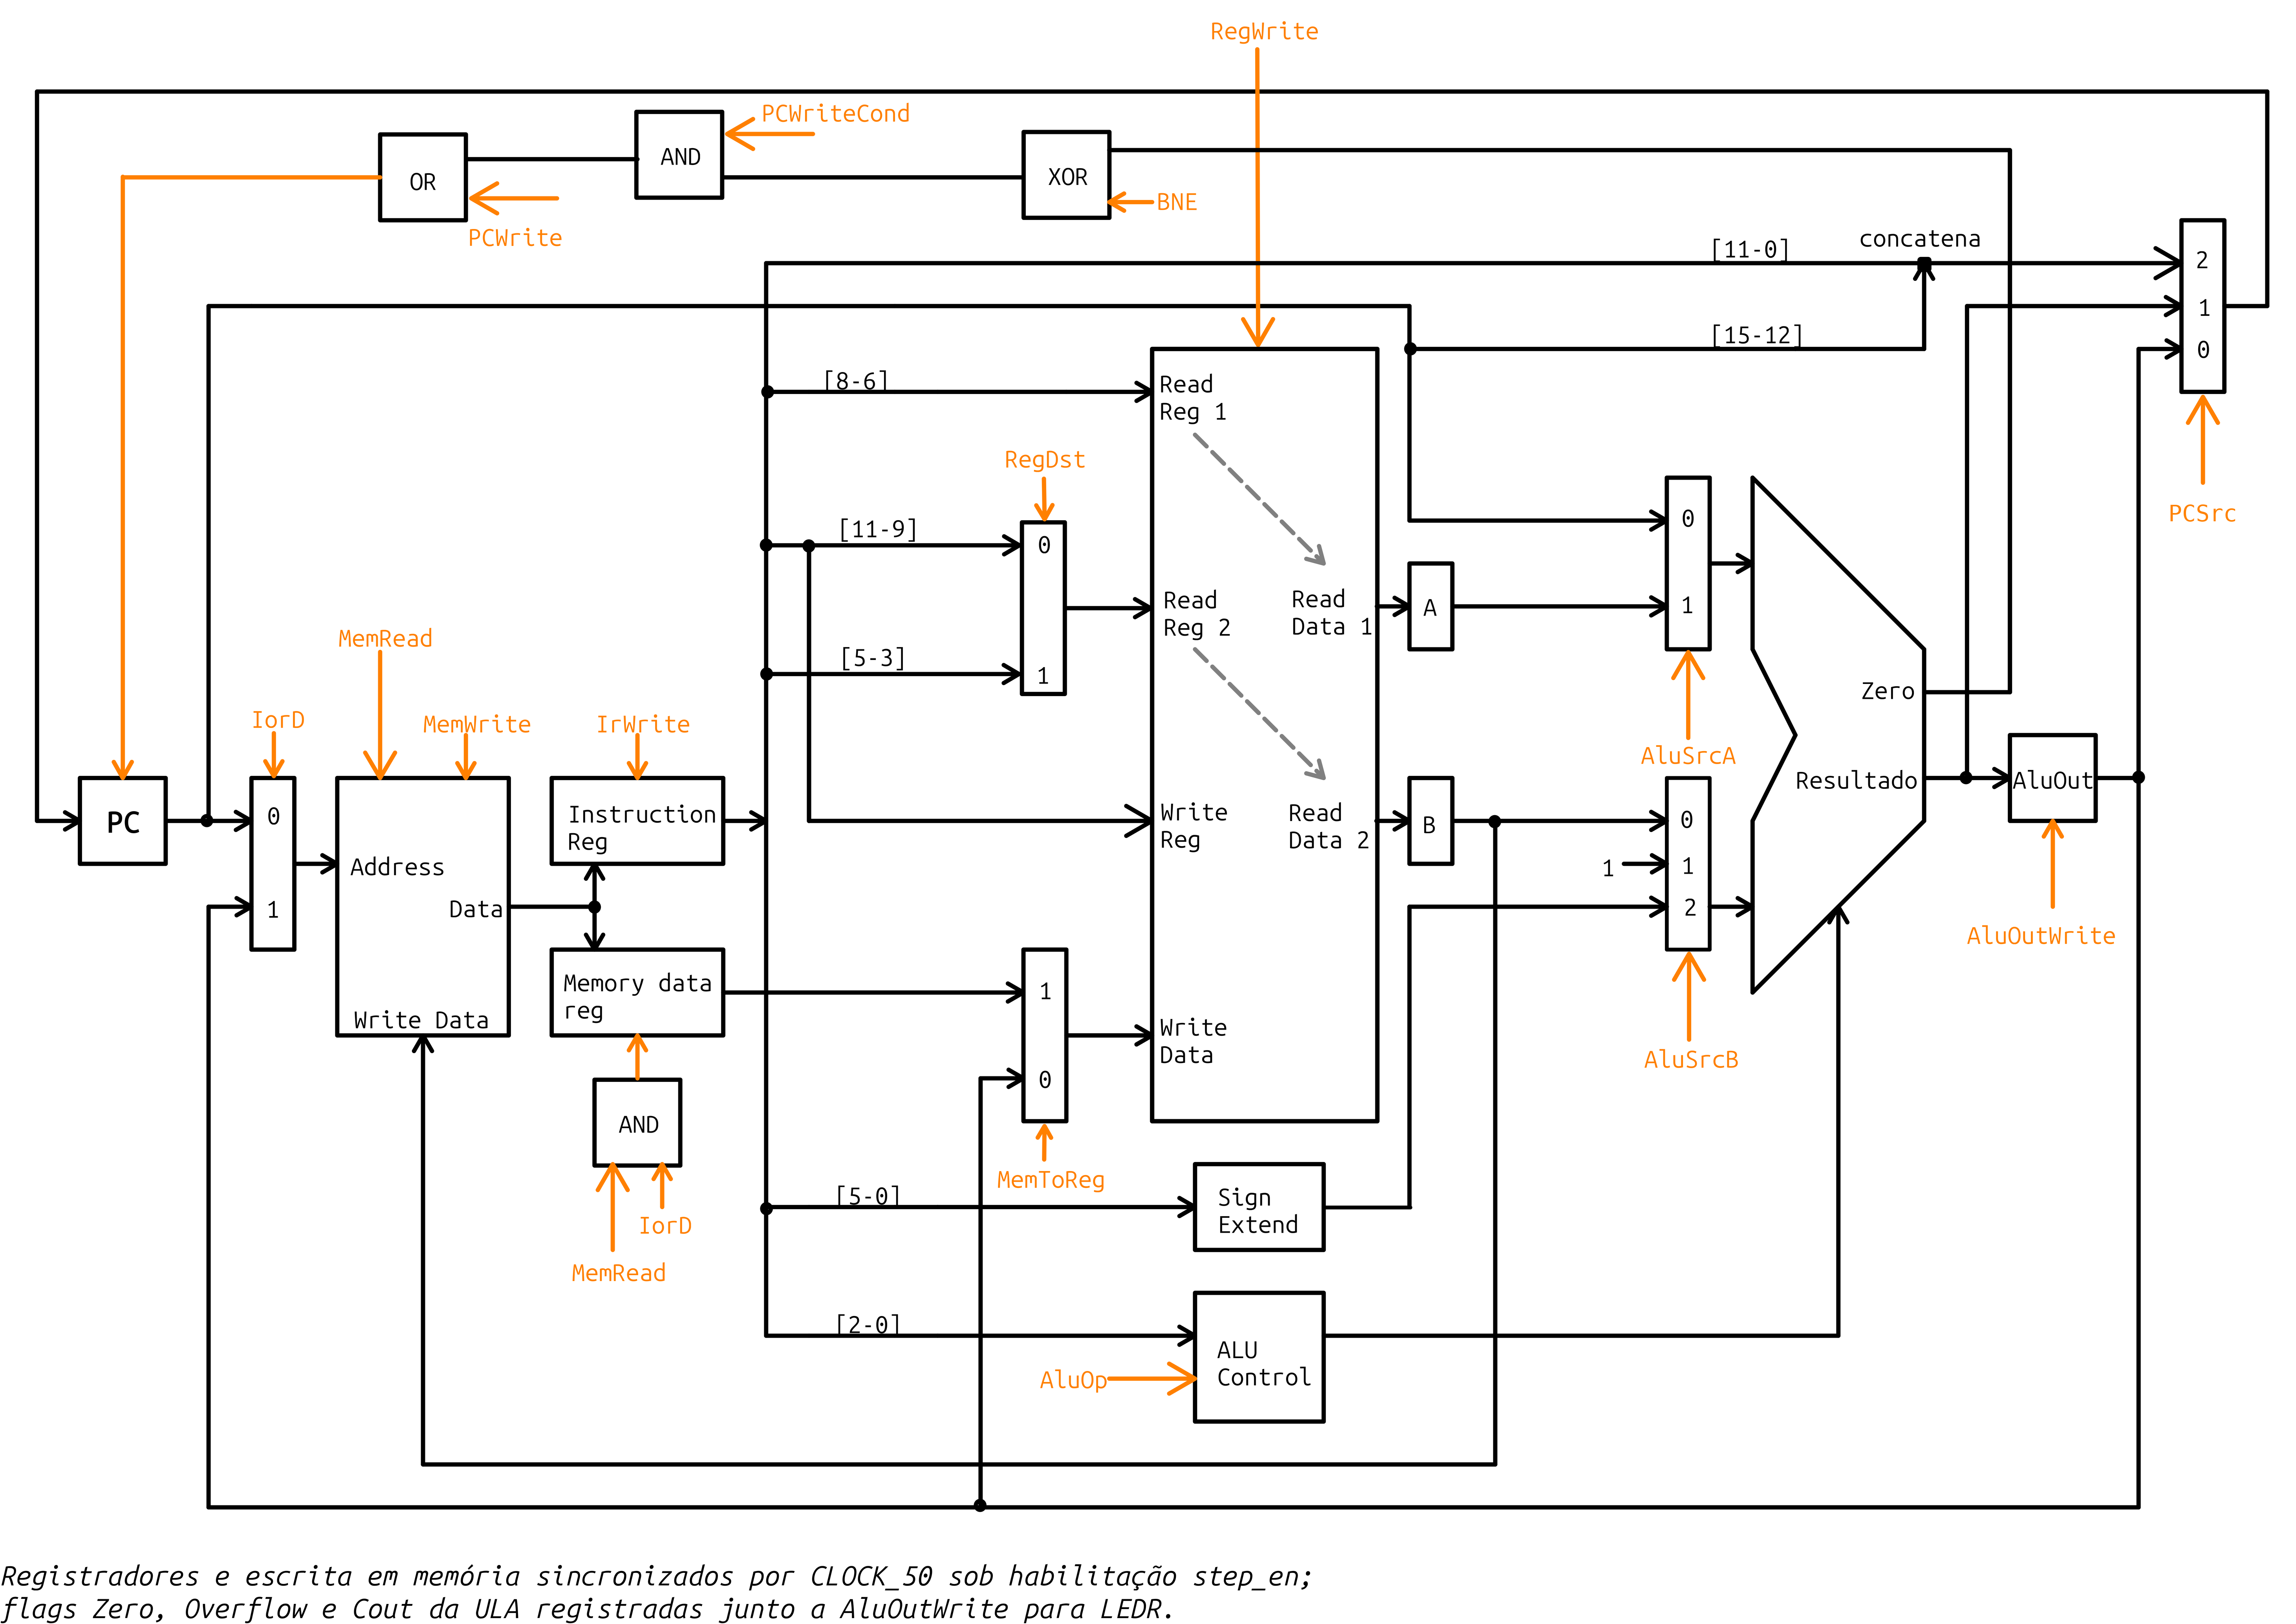 RegWrite
PCWriteCond
AND
OR
XOR
BNE
PCWrite
[11-0]
concatena
2
1
0
[15-12]
[8-6]
Read
Reg 1
RegDst
PCSrc
[11-9]
0
0
1
Read
Reg 2
Read
Data 1
A
[5-3]
1
MemRead
Zero
IorD
MemWrite
IrWrite
AluSrcA
Resultado
AluOut
PC
0
Instruction
Reg
Write
Reg
Read
Data 2
B
0
1
1
2
Address
1
Data
AluOutWrite
Memory data
reg
1
Write Data
Write
Data
AluSrcB
0
AND
MemToReg
[5-0]
Sign
Extend
IorD
MemRead
[2-0]
ALU
Control
AluOp
Registradores e escrita em memória sincronizados por CLOCK_50 sob habilitação step_en;
flags Zero, Overflow e Cout da ULA registradas junto a AluOutWrite para LEDR.